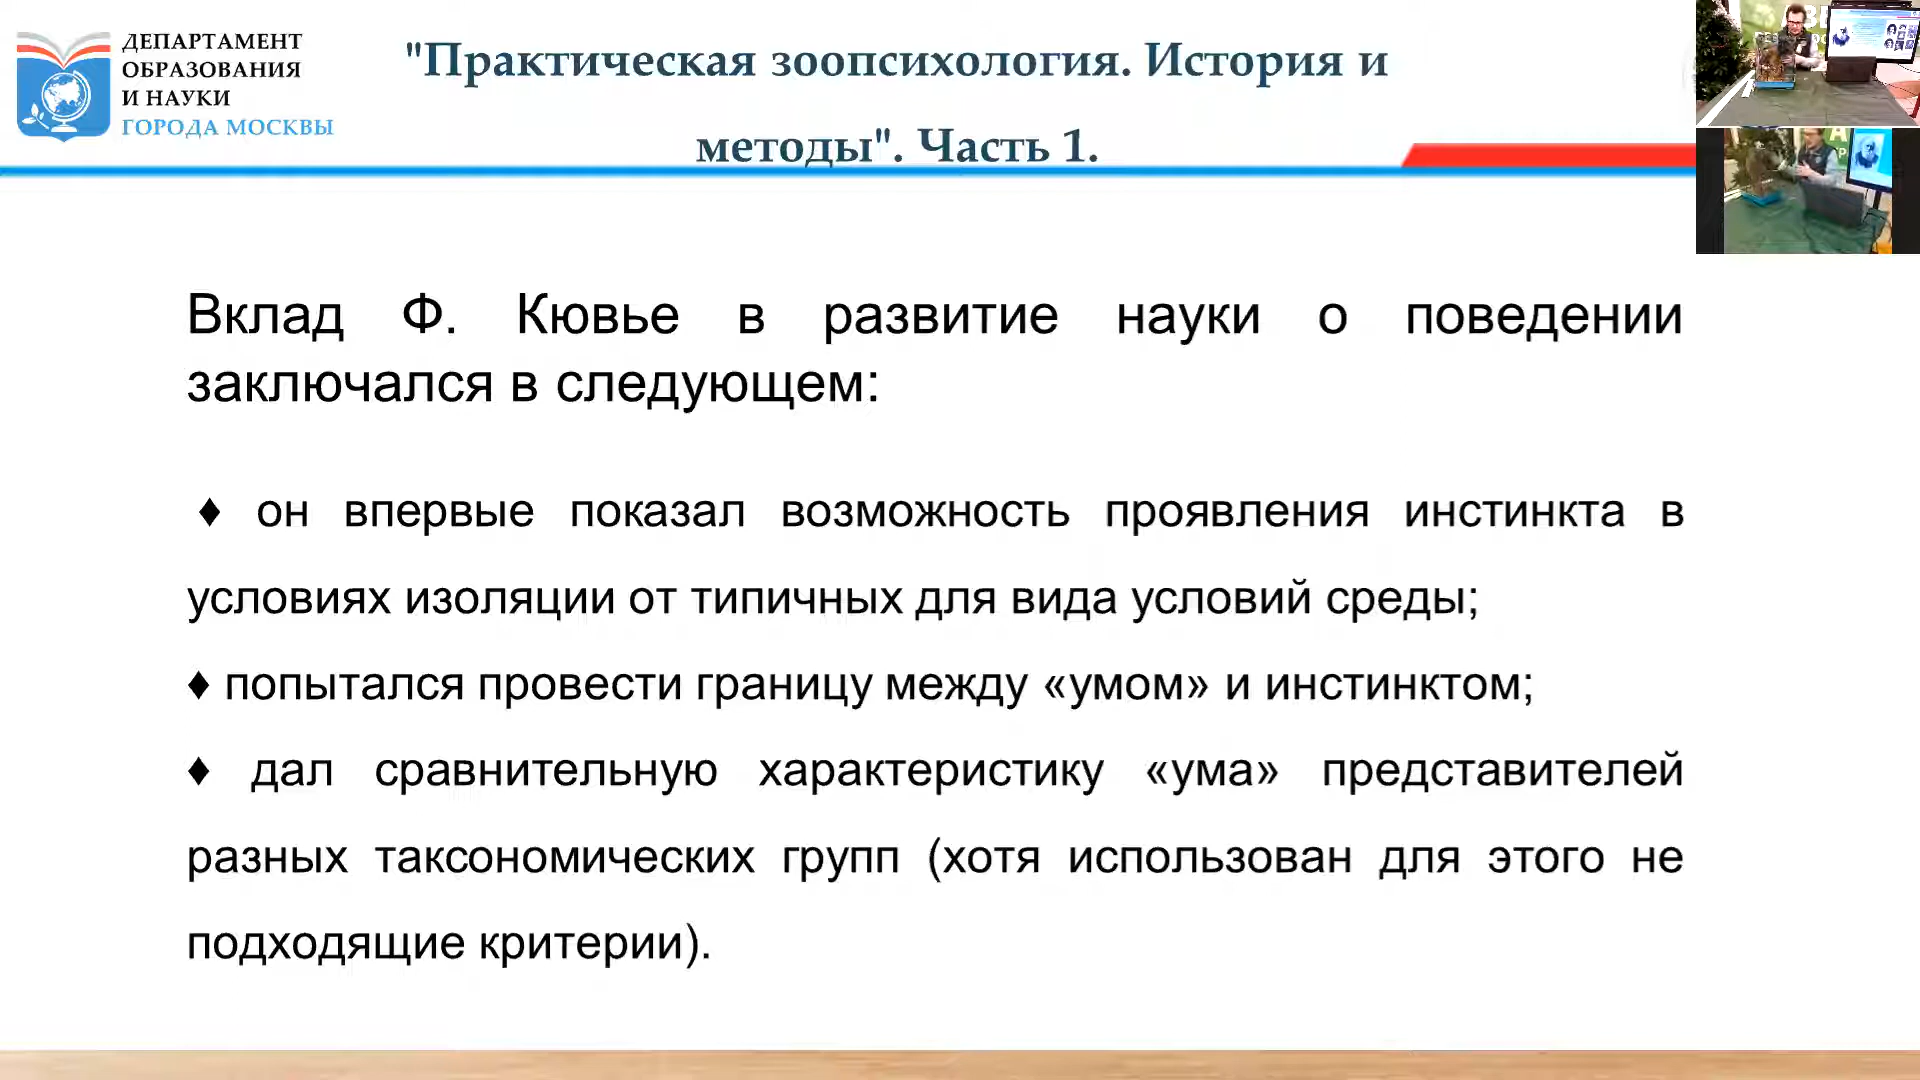 ДЕПАРТАМЕНТ
ОБРАЗОВАНИЯ
И НАУКИ
ГОРОДА МОСКВЫ
"Практическая зоопсихология. История и
методы". Часть 1.
Вклад Ф. Кювье в развитие науки о поведении
заключался в следующем:
♦ он впервые показал возможность проявления инстинкта в
условиях изоляции от типичных для вида условий среды;
♦ попытался провести границу между «умом» и инстинктом;
♦ дал сравнительную характеристику «ума» представителей
разных таксономических групп (хотя использован для этого не
подходящие критерии).